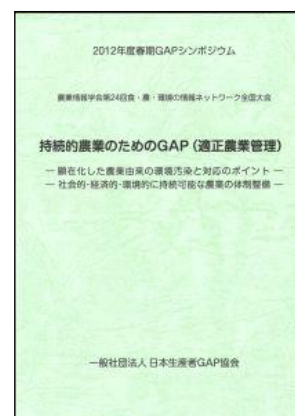 2012年度春期GAPシンポジウム
農業情報学会第24回食・農・環境の情報ネットワーク全国大会
持続的農業のためのGAP（適正農業管理）
― 顕在化した農業由来の環境汚染と対応のポイント ―
― 社会的・経済的・環境的に持続可能な農業の体制整備 ―
一般社団法人 日本生産者GAP協会